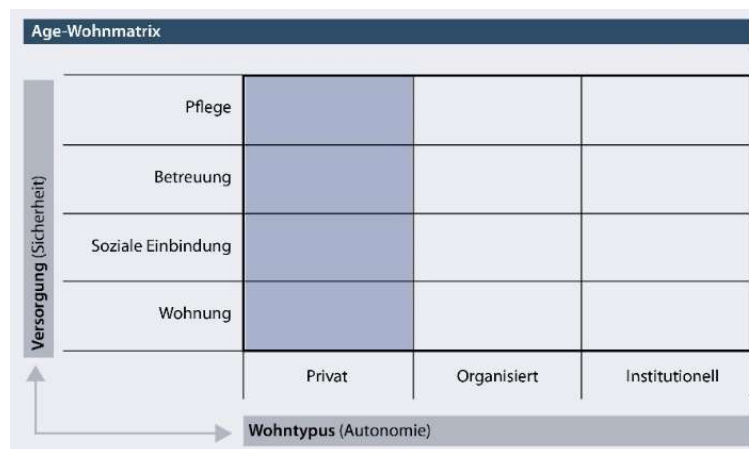 Age-Wohnmatrix
Versorgung (Sicherheit)
Pflege
Betreuung
Soziale Einbindung
Wohnung
Privat
Organisiert
Institutionell
Wohntypus (Autonomie)